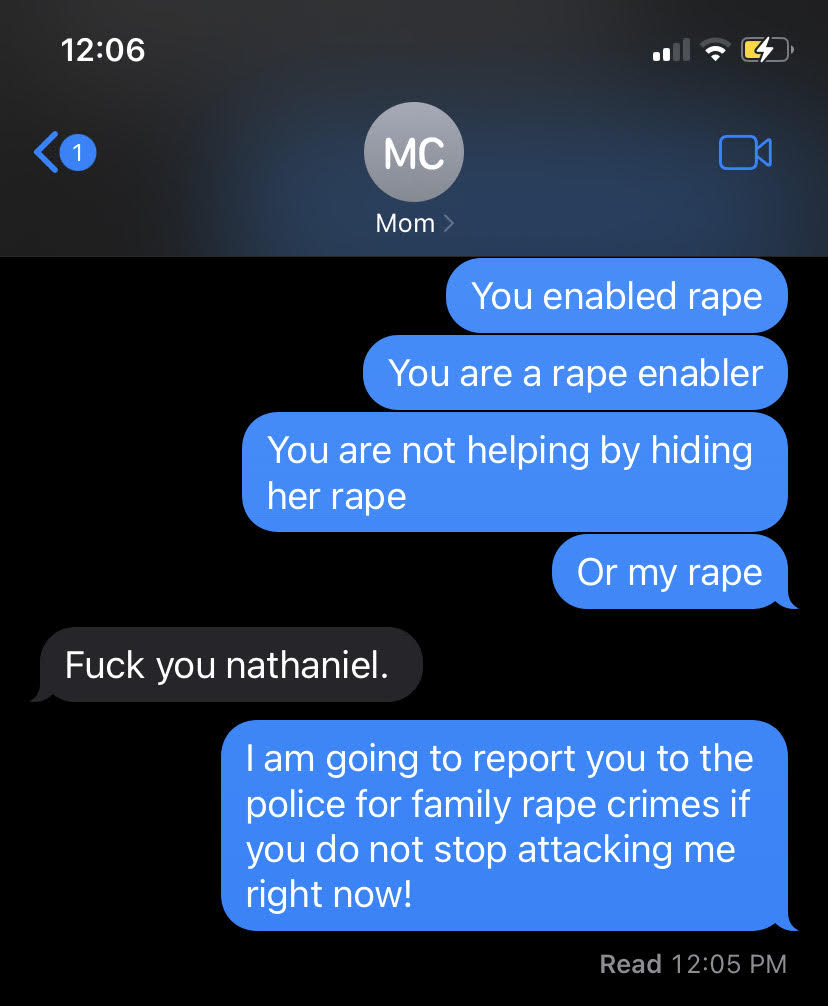 12:06
1
MC
Mom
You enabled rape
You are a rape enabler
You are not helping by hiding
her rape
Or my rape
Fuck you nathaniel.
I am going to report you to the
police for family rape crimes if
you do not stop attacking me
right now!
Read 12:05 PM